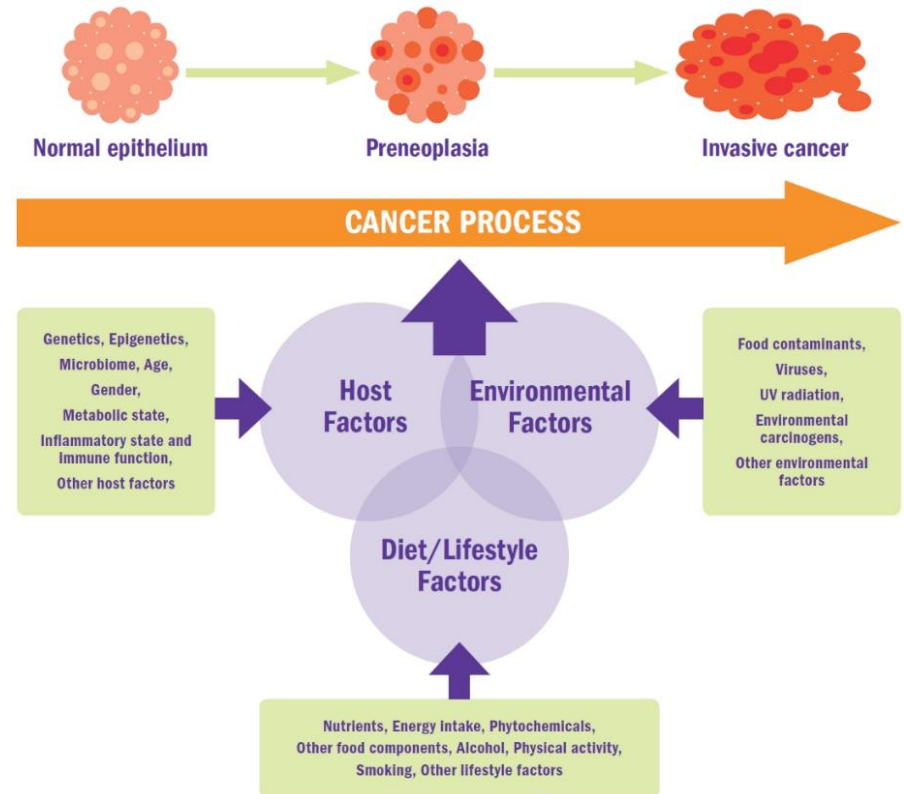 Normal epithelium
Preneoplasia
Invasive cancer
CANCER PROCESS
Genetics, Epigenetics,
Microbiome, Age,
Gender,
Metabolic state,
Inflammatory state and
Immune function,
Other host factors
Host
Factors
Environmental
Factors
Food contaminants,
Viruses,
UV radiation,
Environmental
carcinogens,
Other environmental
factors
Diet/Lifestyle
Factors
Nutrients, Energy intake, Phytochemicals,
Other food components, Alcohol, Physical activity,
Smoking, Other lifestyle factors